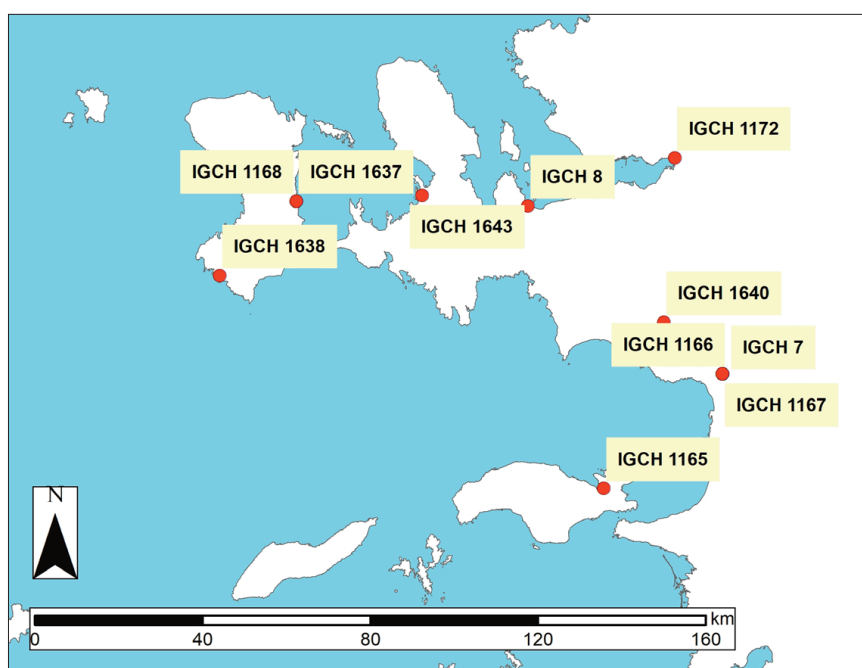 IGCH 1172
IGCH 1168
IGCH 1637
IGCH 8
IGCH 1643
IGCH 1638
IGCH 1640
IGCH 1166
IGCH 7
IGCH 1167
IGCH 1165
N
km
0 40 80 120 160